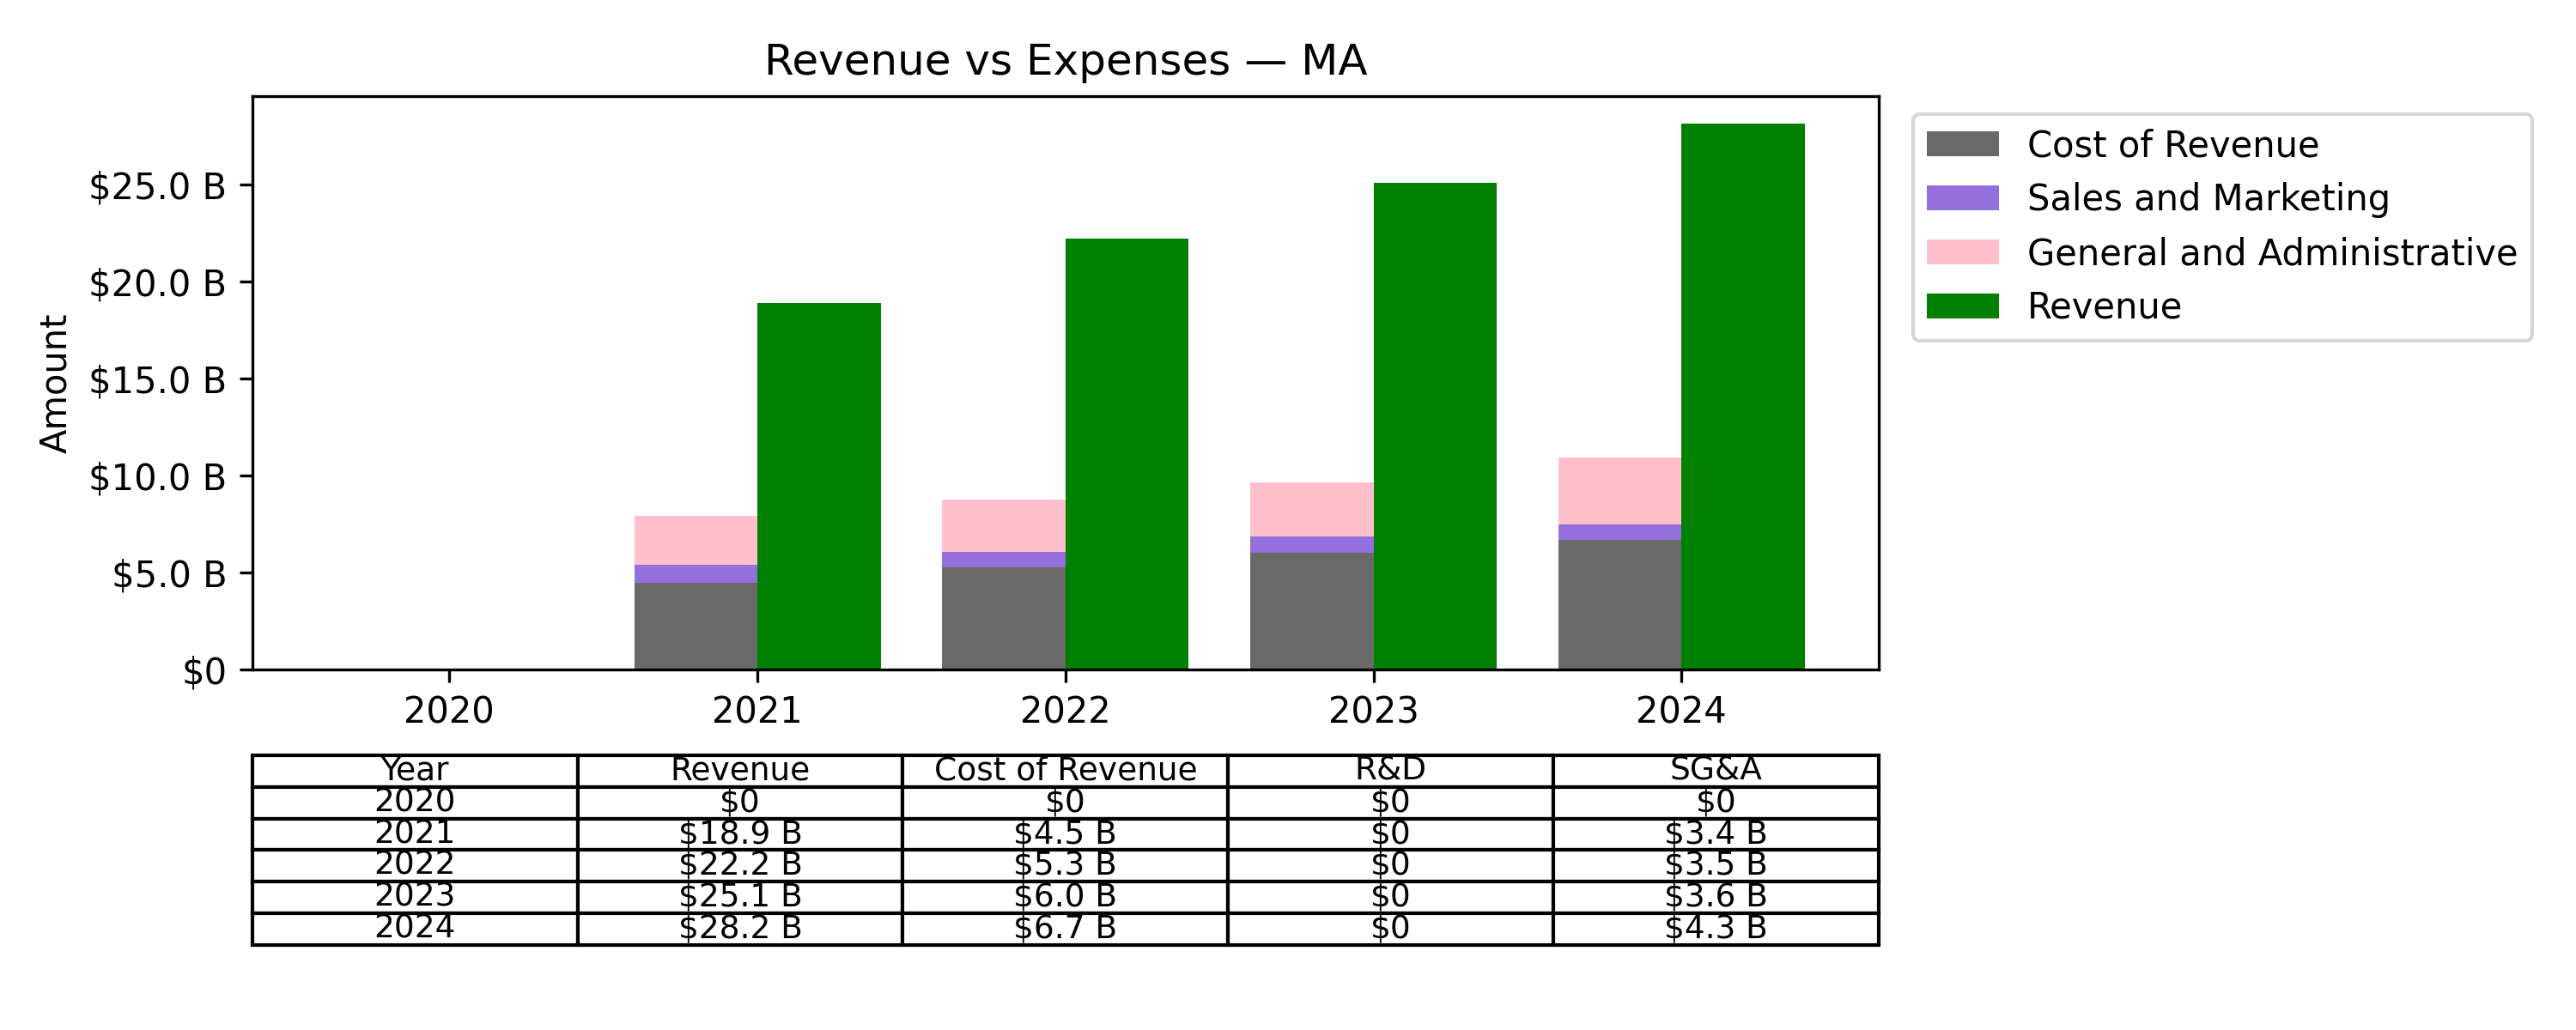 Revenue vs Expenses — MA
Amount
$25.0 B
$20.0 B
$15.0 B
$10.0 B
$5.0 B
$0
2020 2021 2022 2023 2024
Cost of Revenue
Sales and Marketing
General and Administrative
Revenue
Year Revenue Cost of Revenue R&D SG&A
2020 $0 $0 $0 $0
2021 $18.9 B $4.5 B $0 $3.4 B
2022 $22.2 B $5.3 B $0 $3.5 B
2023 $25.1 B $6.0 B $0 $3.6 B
2024 $28.2 B $6.7 B $0 $4.3 B